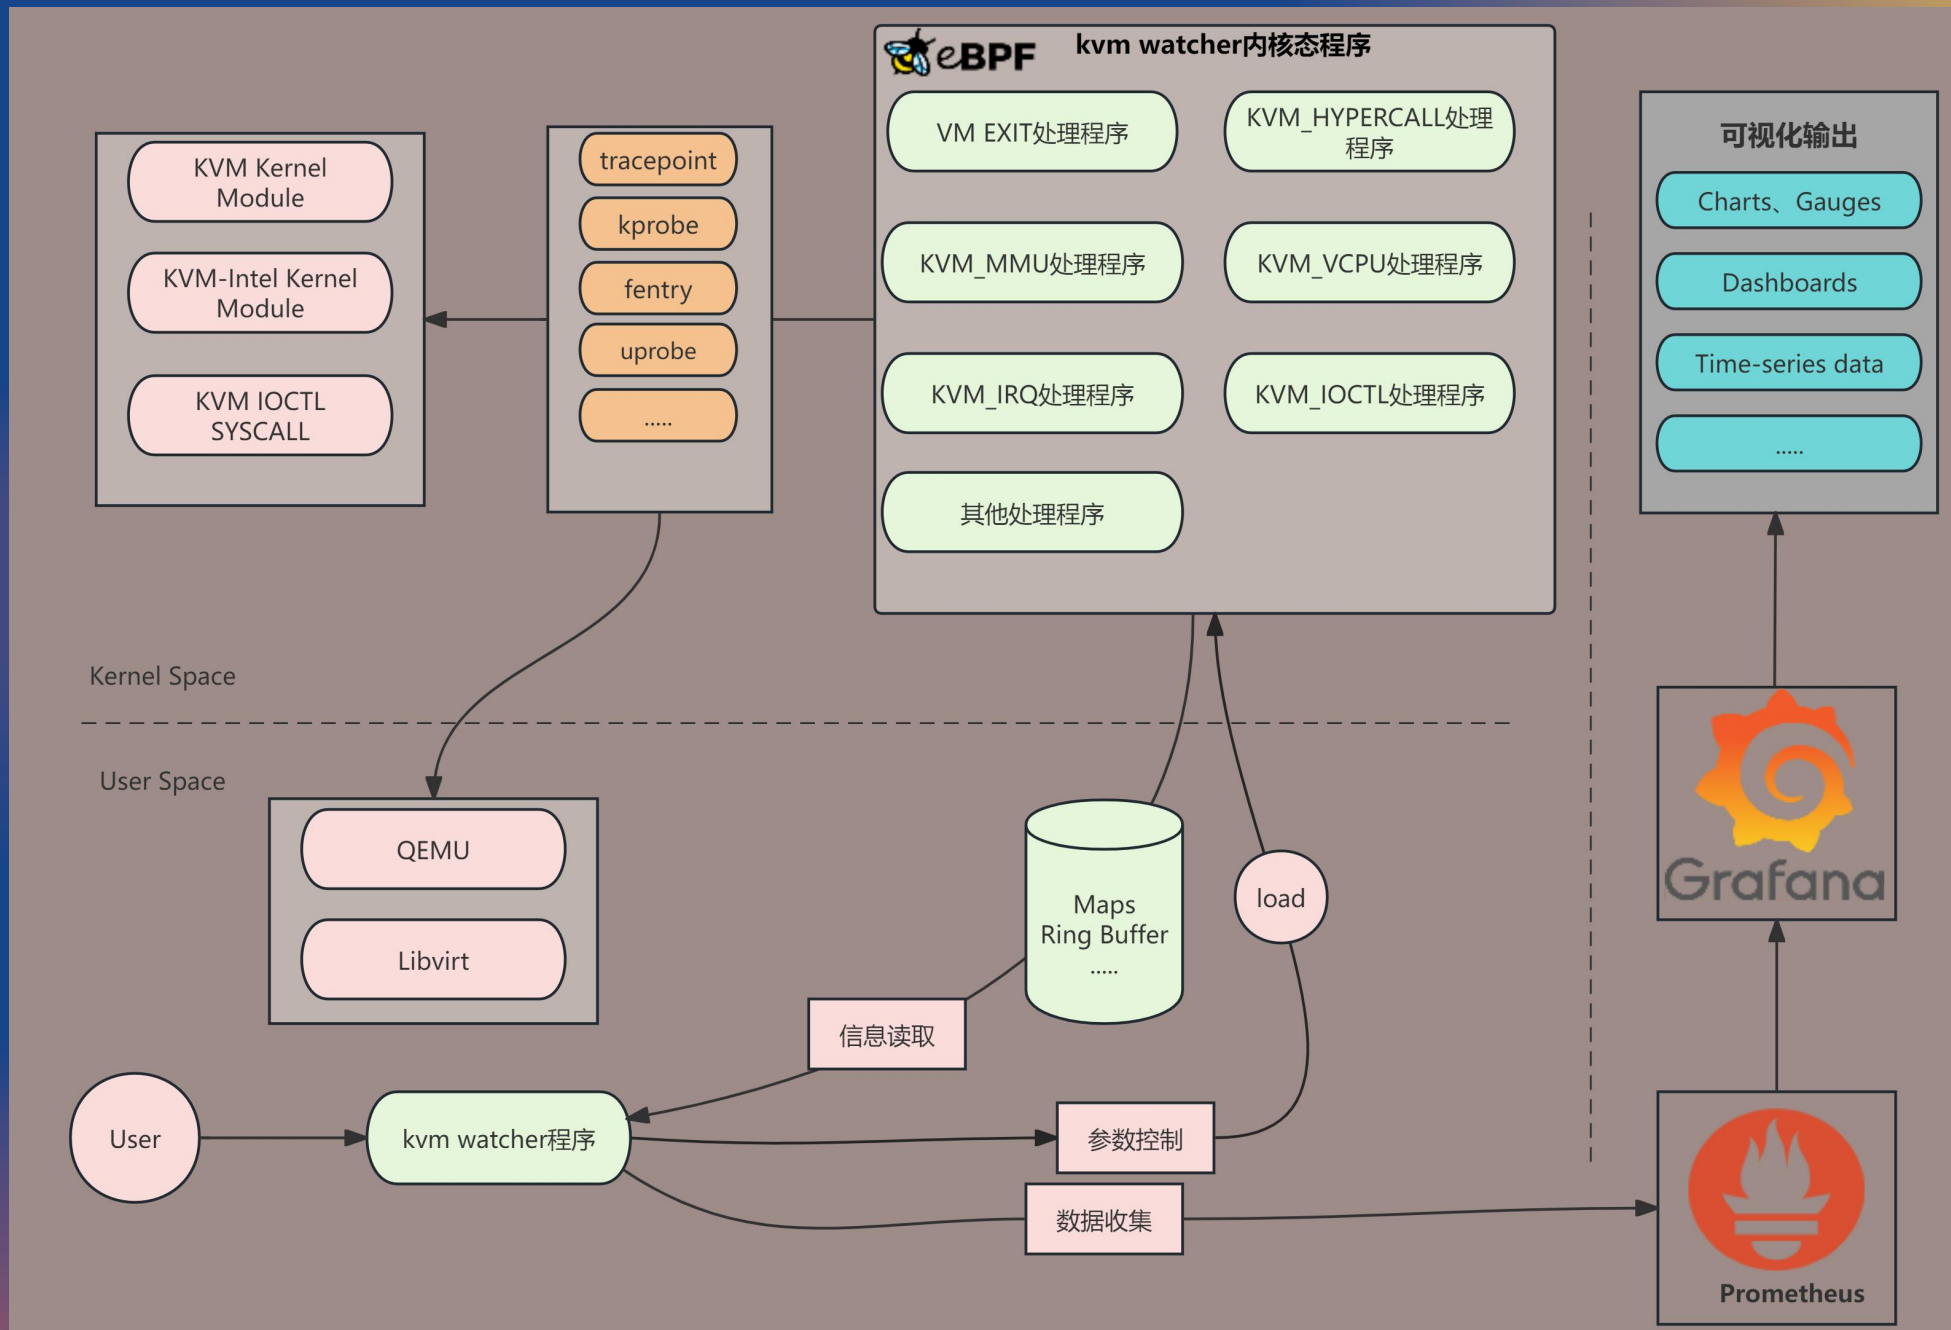 eBPF
kvm watcher内核态程序
VM EXIT处理程序
KVM_HYPERCALL处理
程序
KVM_MMU处理程序
KVM_VCPU处理程序
KVM_IRQ处理程序
KVM_IOCTL处理程序
其他处理程序
KVM Kernel
Module
KVM-Intel Kernel
Module
KVM IOCTL
SYSCALL
tracepoint
kprobe
fentry
uprobe
.....
可视化输出
Charts、Gauges
Dashboards
Time-series data
.....
Kernel Space
User Space
QEMU
Libvirt
Maps
Ring Buffer
.....
load
Grafana
信息读取
User
kvm watcher程序
参数控制
数据收集
Prometheus